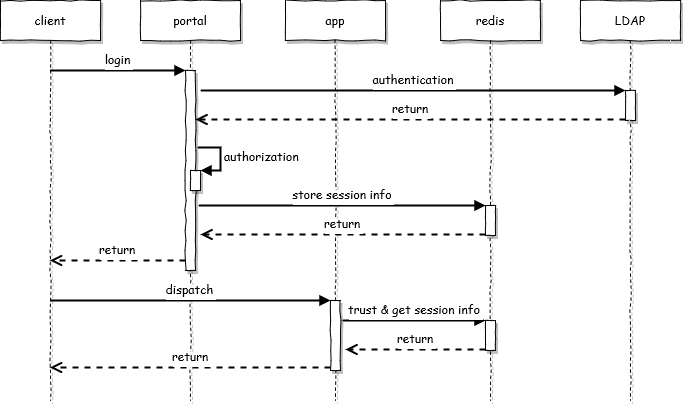 client
portal
app
redis
LDAP
login
authentication
return
authorization
store session info
return
return
dispatch
trust & get session info
return
return